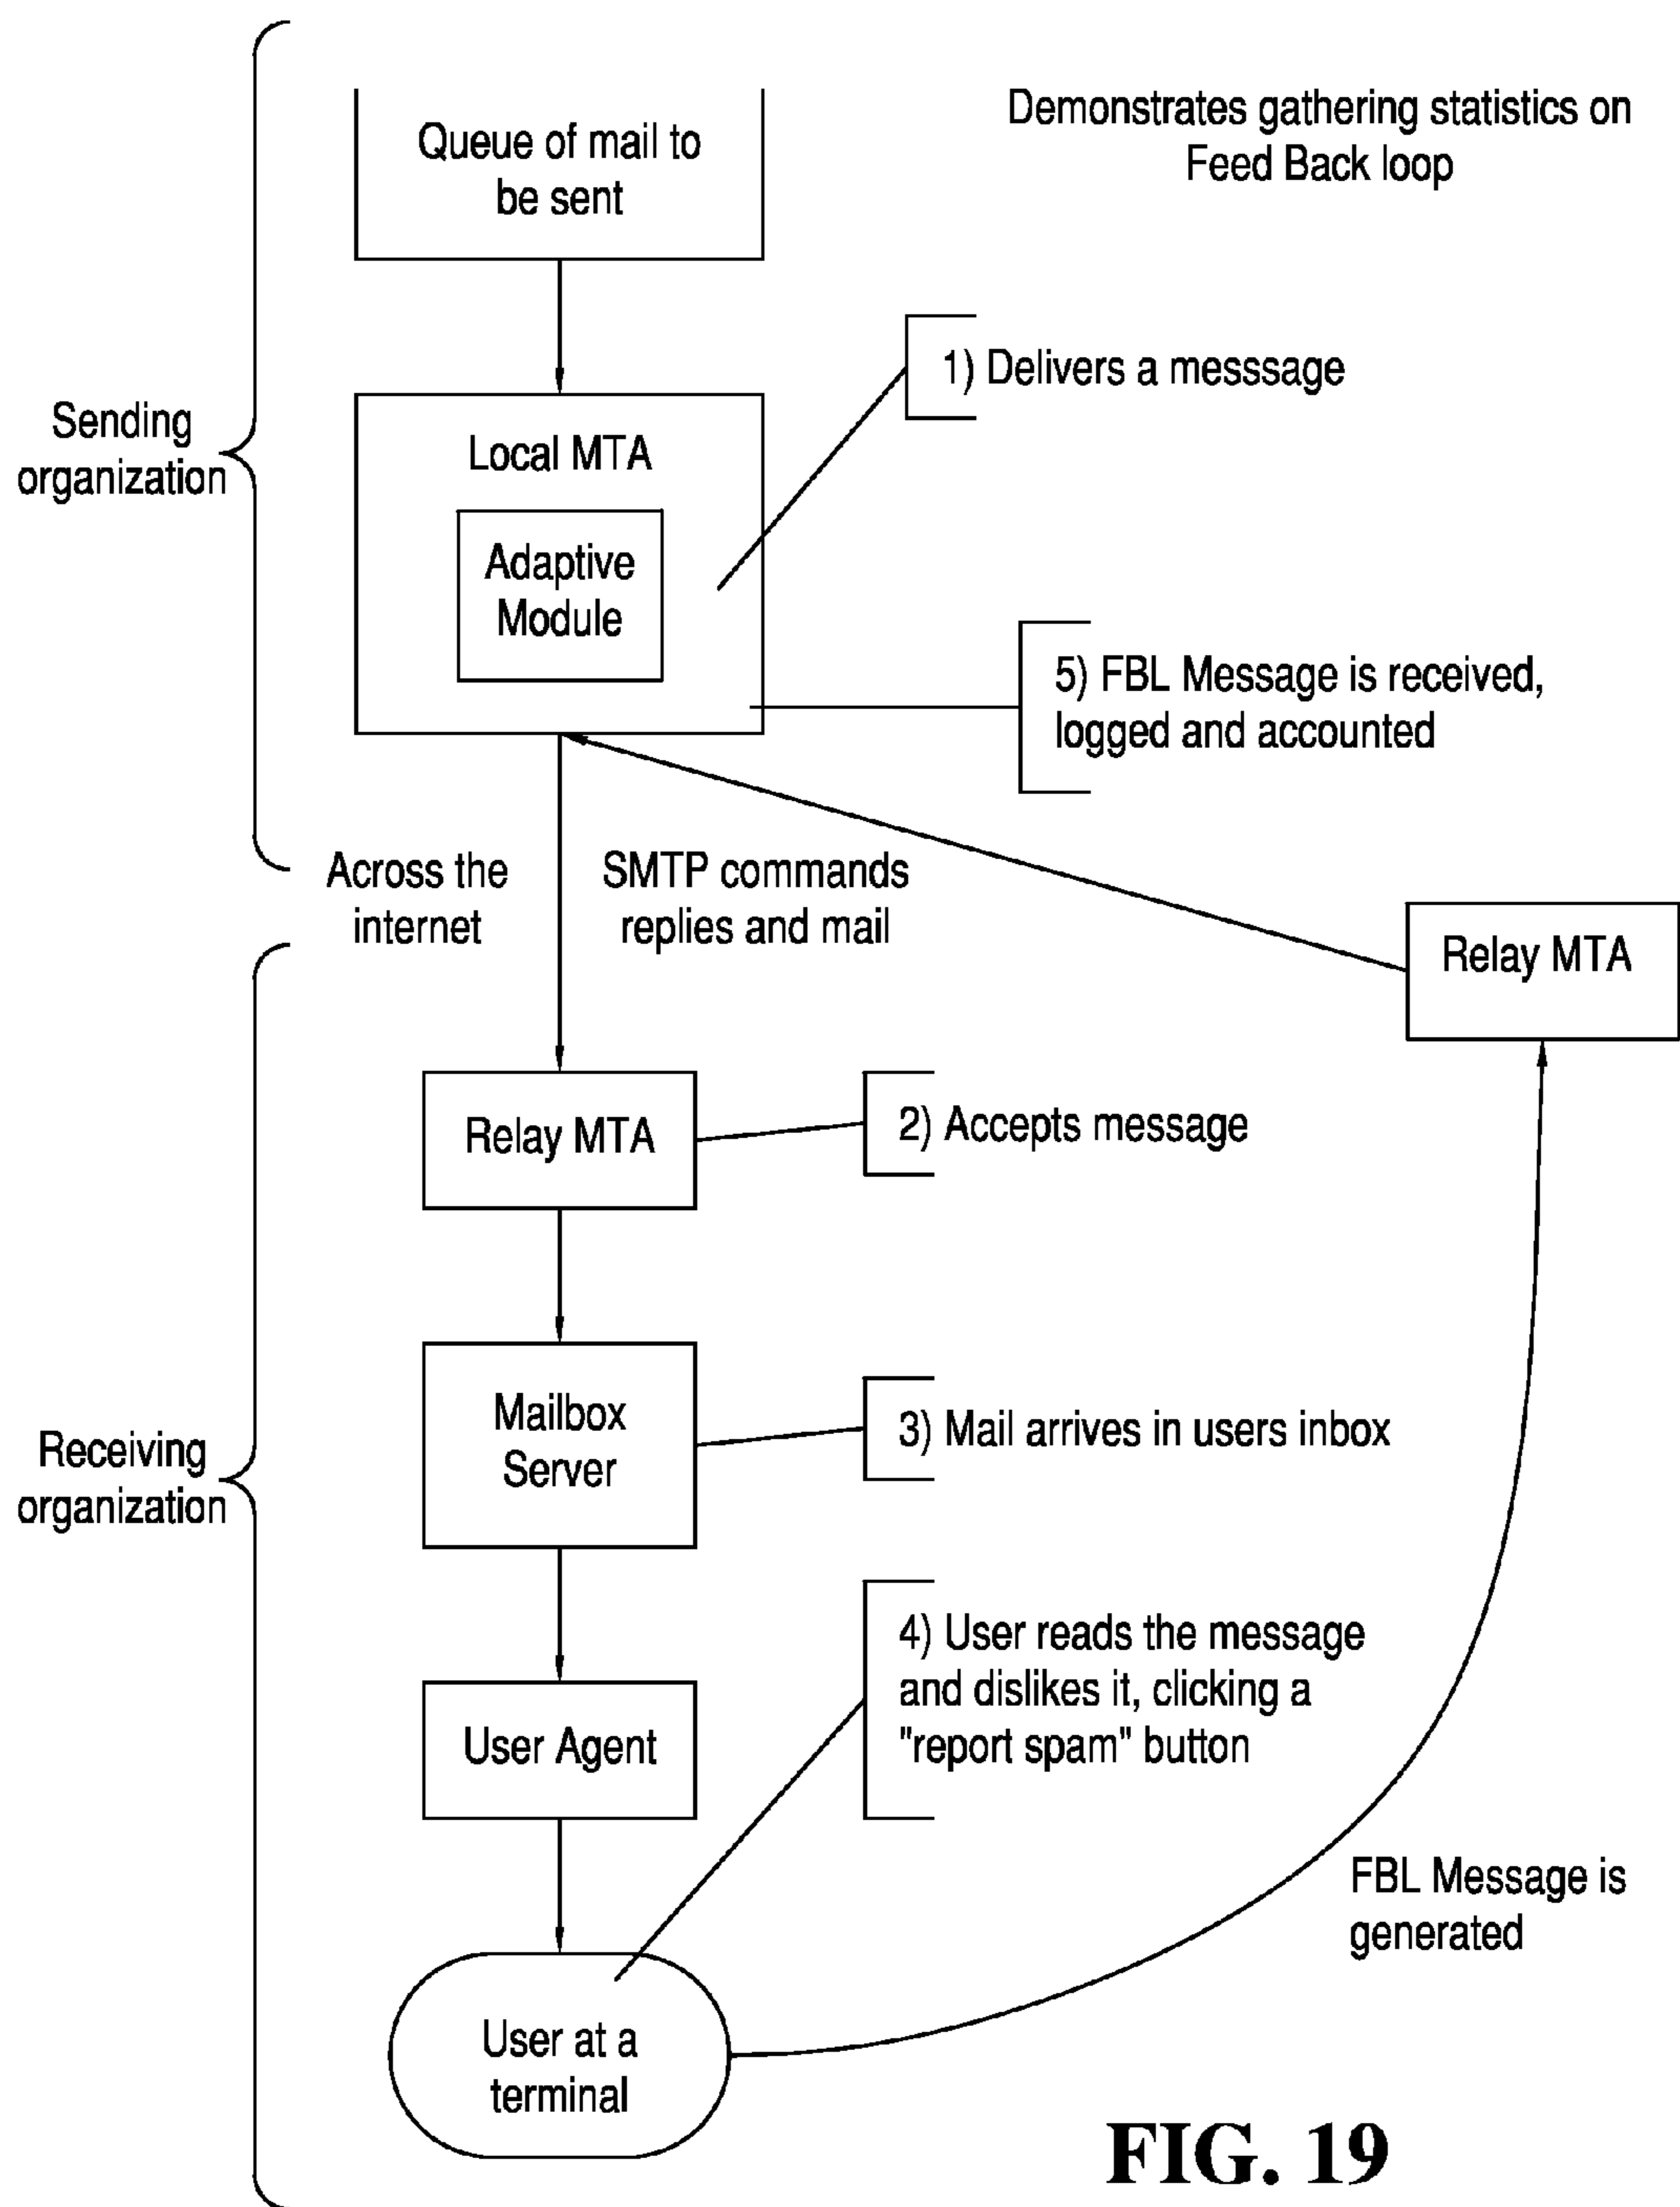 Queue of mail to
be sent
Demonstrates gathering statistics on
Feed Back loop
1) Delivers a messsage
Sending
organization
Local MTA
Adaptive
Module
5) FBL Message is received,
logged and accounted
Across the
internet
SMTP commands
replies and mail
Relay MTA
Relay MTA
2) Accepts message
Mailbox
Server
3) Mail arrives in users inbox
Receiving
organization
4) User reads the message
and dislikes it, clicking a
"report spam" button
User Agent
FBL Message is
generated
User at a
terminal
FIG. 19